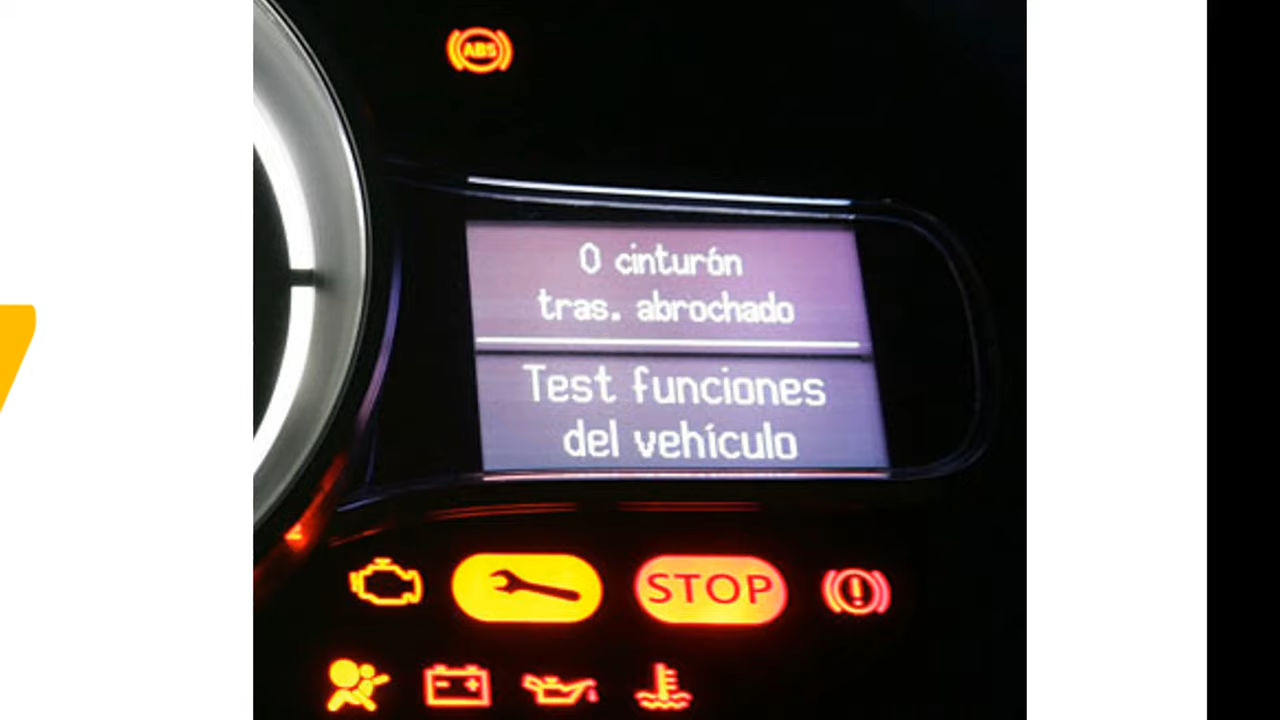 ABS
0 cinturón
tras. abrochado
Test funciones
del vehículo
STOP